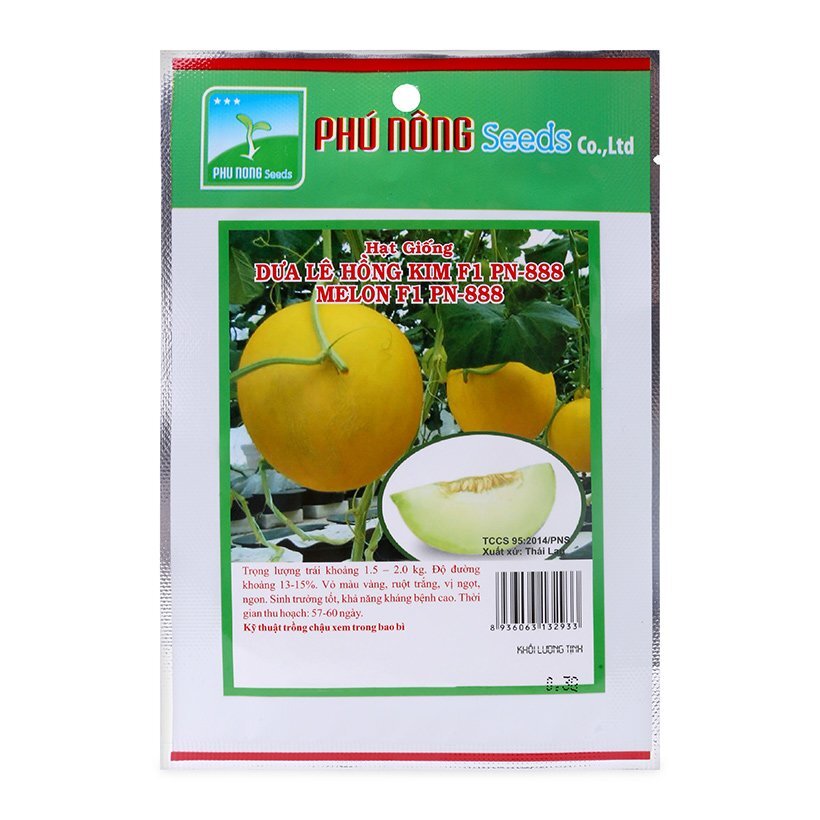 PHU NONG Seeds
PHÚ NÔNG Seeds Co.,Ltd
Hạt Giống
DƯA LÊ HỒNG KIM F1 PN-888
MELON F1 PN-888
TCCS 95:2014/PNS
Xuất xứ: Thái Lan
Trọng lượng trái khoảng 1.5 – 2.0 kg. Độ đường
khoảng 13-15%. Vỏ màu vàng, ruột trắng, vị ngọt,
ngon. Sinh trưởng tốt, khả năng kháng bệnh cao. Thời
gian thu hoạch: 57-60 ngày.
Kỹ thuật trồng chậu xem trong bao bì
8 936063 132933
KHỐI LƯỢNG TỊNH